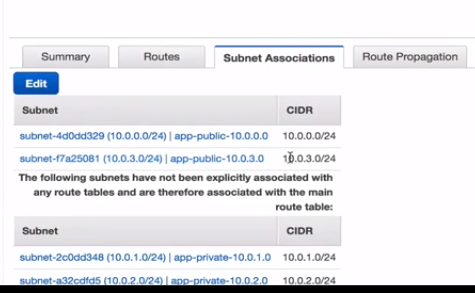 Summary Routes Subnet Associations Route Propagation
Edit
Subnet CIDR
subnet-4d0dd329 (10.0.0.0/24) | app-public-10.0.0.0 10.0.0.0/24
subnet-f7a25081 (10.0.3.0/24) | app-public-10.0.3.0 10.0.3.0/24
The following subnets have not been explicitly associated with
any route tables and are therefore associated with the main
route table:
Subnet CIDR
subnet-2c0dd348 (10.0.1.0/24) | app-private-10.0.1.0 10.0.1.0/24
subnet-a32cdfd5 (10.0.2.0/24) | app-private-10.0.2.0 10.0.2.0/24